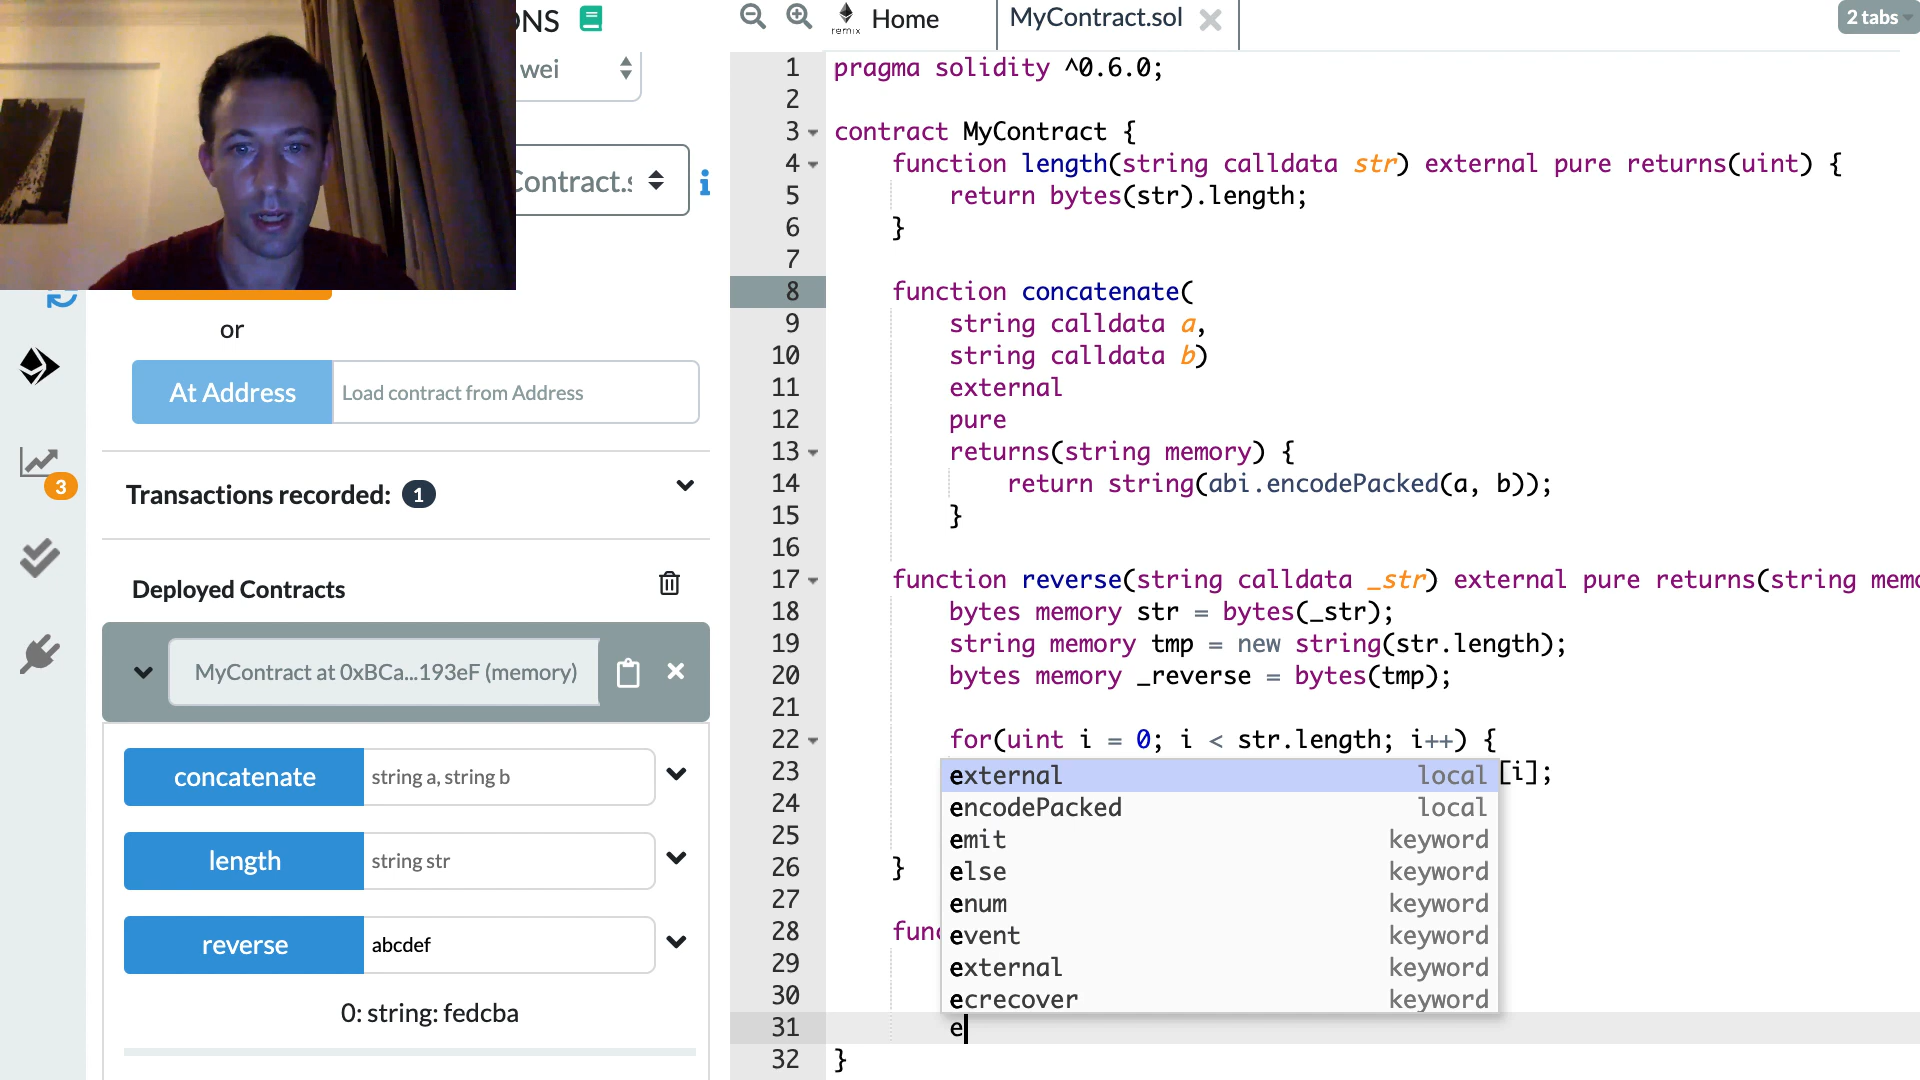 ONS
wei
Contract.s
or
At Address
Load contract from Address
3
Transactions recorded: 1
Deployed Contracts
MyContract at 0xBCa...193eF (memory)
concatenate
string a, string b
length
string str
reverse
abcdef
0: string: fedcba
remix
Home
MyContract.sol
2 tabs
1 pragma solidity ^0.6.0;
2
3 contract MyContract {
4 function length(string calldata str) external pure returns(uint) {
5 return bytes(str).length;
6 }
7
8 function concatenate(
9 string calldata a,
10 string calldata b)
11 external
12 pure
13 returns(string memory) {
14 return string(abi.encodePacked(a, b));
15 }
16
17 function reverse(string calldata _str) external pure returns(string memo
18 bytes memory str = bytes(_str);
19 string memory tmp = new string(str.length);
20 bytes memory _reverse = bytes(tmp);
21
22 for(uint i = 0; i < str.length; i++) {
23 [i];
24
25
26 }
27
28 func
29
30
31 e
32 }
external local
encodePacked local
emit keyword
else keyword
enum keyword
event keyword
external keyword
ecrecover keyword